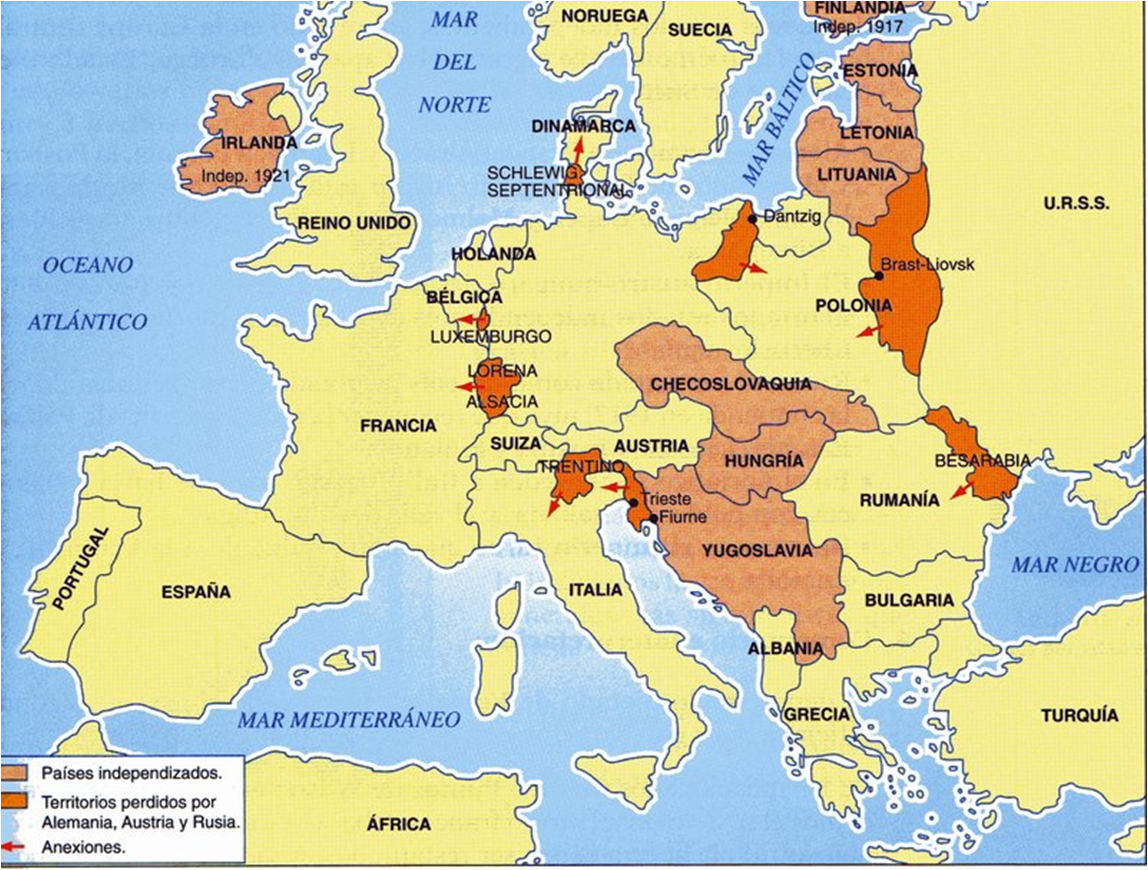 MAR
DEL
NORTE
NORUEGA
SUECIA
FINLANDIA
Indep. 1917
ESTONIA
LETONIA
LITUANIA
MAR BÁLTICO
U.R.S.S.
IRLANDA
Indep. 1921
REINO UNIDO
DINAMARCA
SCHLEWIG
SEPTENTRIONAL
Dantzig
HOLANDA
OCEANO
ATLÁNTICO
BÉLGICA
LUXEMBURGO
Brast-Liovsk
POLONIA
LORENA
ALSACIA
CHECOSLOVAQUIA
FRANCIA
SUIZA
AUSTRIA
HUNGRÍA
TRENTINO
Trieste
Fiurne
BESARABIA
RUMANÍA
YUGOSLAVIA
MAR NEGRO
PORTUGAL
ESPAÑA
ITALIA
BULGARIA
ALBANIA
MAR MEDITERRÁNEO
GRECIA
TURQUÍA
Países independizados.
Territorios perdidos por
Alemania, Austria y Rusia.
Anexiones.
ÁFRICA